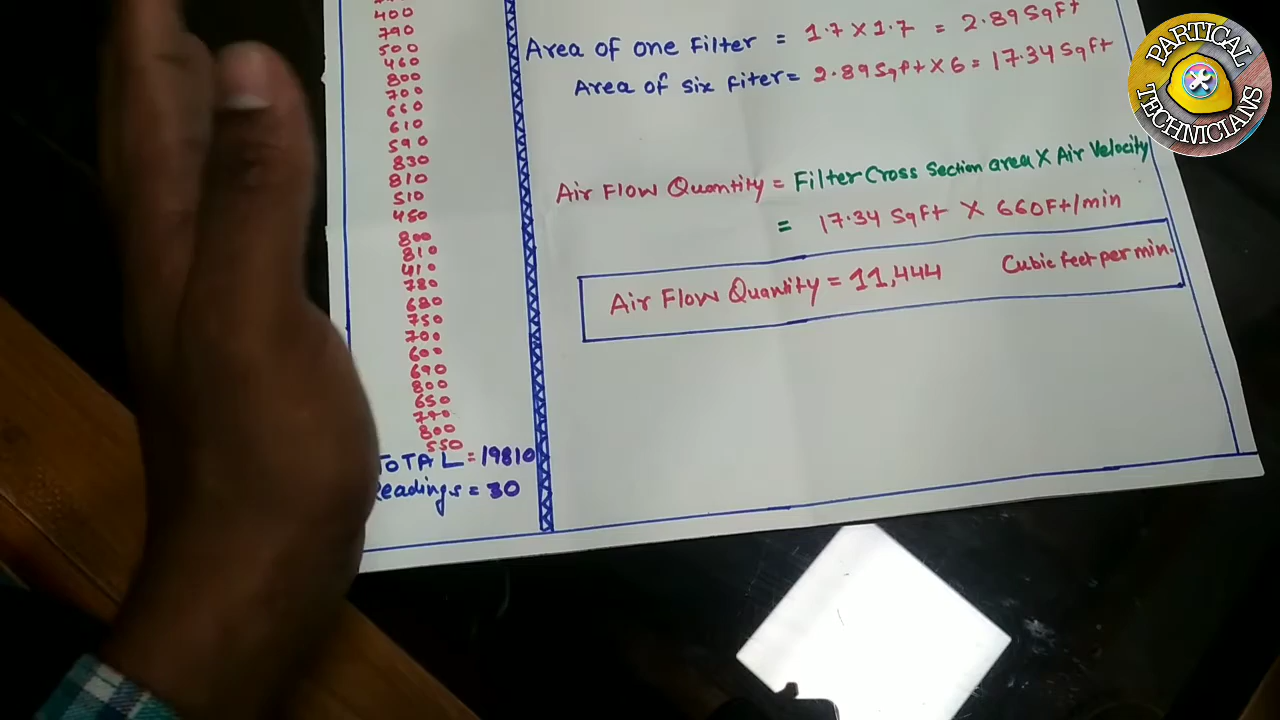 400
790
500
460
800
700
660
610
590
830
810
510
450
800
810
410
780
680
750
700
600
690
800
650
800
550
ToTAL = 19810
Readings = 30
Area of one Filter = 1.7 X 1.7 = 2.89 SqFt
Area of six Fiter = 2.89 Sqft X 6 = 17.34 Sqft
Air Flow Quantity = Filter Cross Section area X Air Velocity
= 17.34 SqFt X 660Ft/min
Air Flow Quantity = 11,444 Cubic feet per min.
PARTICAL
TECHNICIANS